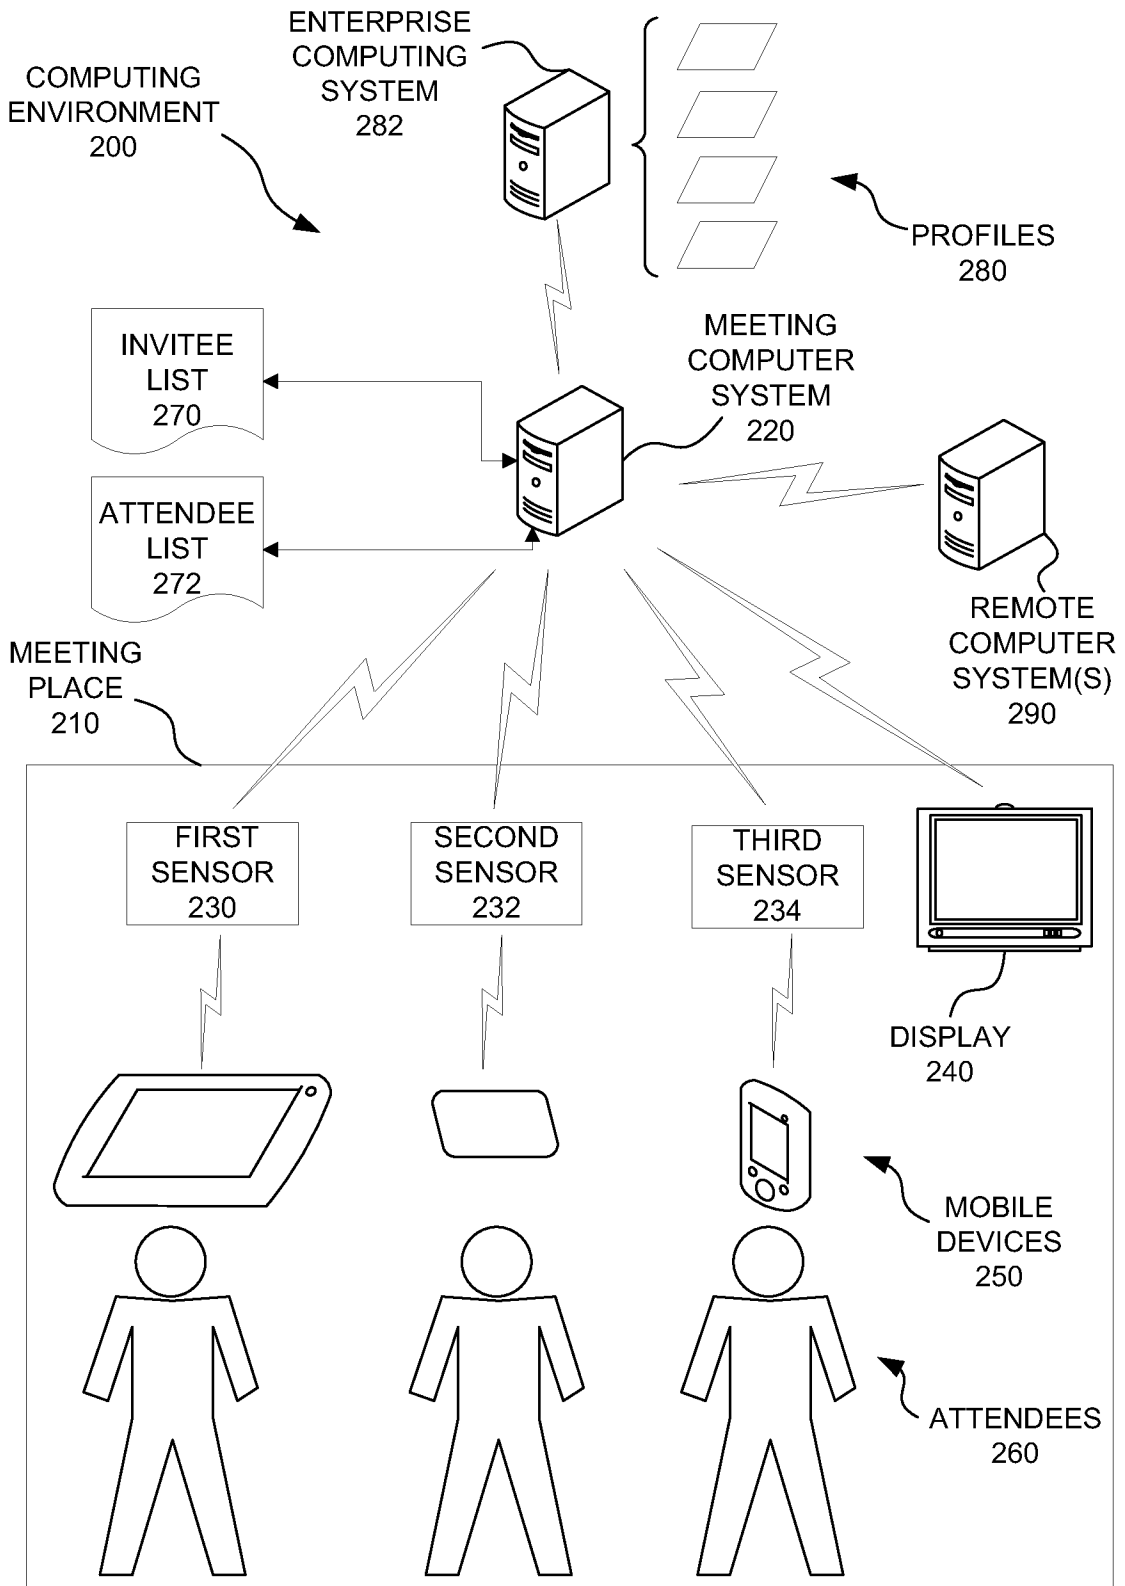 ENTERPRISE
COMPUTING
SYSTEM
282
COMPUTING
ENVIRONMENT
200
PROFILES
280
INVITEE
LIST
270
MEETING
COMPUTER
SYSTEM
220
ATTENDEE
LIST
272
REMOTE
COMPUTER
SYSTEM(S)
290
MEETING
PLACE
210
FIRST
SENSOR
230
SECOND
SENSOR
232
THIRD
SENSOR
234
DISPLAY
240
MOBILE
DEVICES
250
ATTENDEES
260